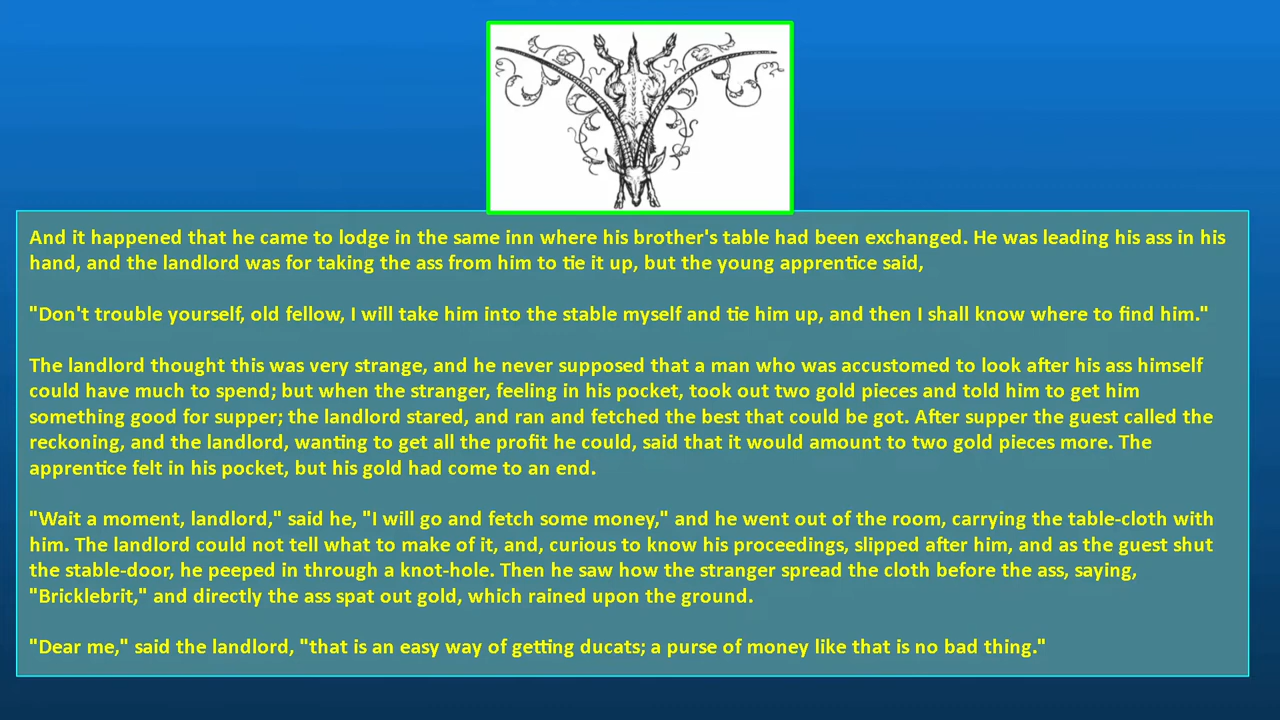 And it happened that he came to lodge in the same inn where his brother's table had been exchanged. He was leading his ass in his
hand, and the landlord was for taking the ass from him to tie it up, but the young apprentice said,
"Don't trouble yourself, old fellow, I will take him into the stable myself and tie him up, and then I shall know where to find him."
The landlord thought this was very strange, and he never supposed that a man who was accustomed to look after his ass himself
could have much to spend; but when the stranger, feeling in his pocket, took out two gold pieces and told him to get him
something good for supper; the landlord stared, and ran and fetched the best that could be got. After supper the guest called the
reckoning, and the landlord, wanting to get all the profit he could, said that it would amount to two gold pieces more. The
apprentice felt in his pocket, but his gold had come to an end.
"Wait a moment, landlord," said he, "I will go and fetch some money," and he went out of the room, carrying the table-cloth with
him. The landlord could not tell what to make of it, and, curious to know his proceedings, slipped after him, and as the guest shut
the stable-door, he peeped in through a knot-hole. Then he saw how the stranger spread the cloth before the ass, saying,
"Bricklebrit," and directly the ass spat out gold, which rained upon the ground.
"Dear me," said the landlord, "that is an easy way of getting ducats; a purse of money like that is no bad thing."